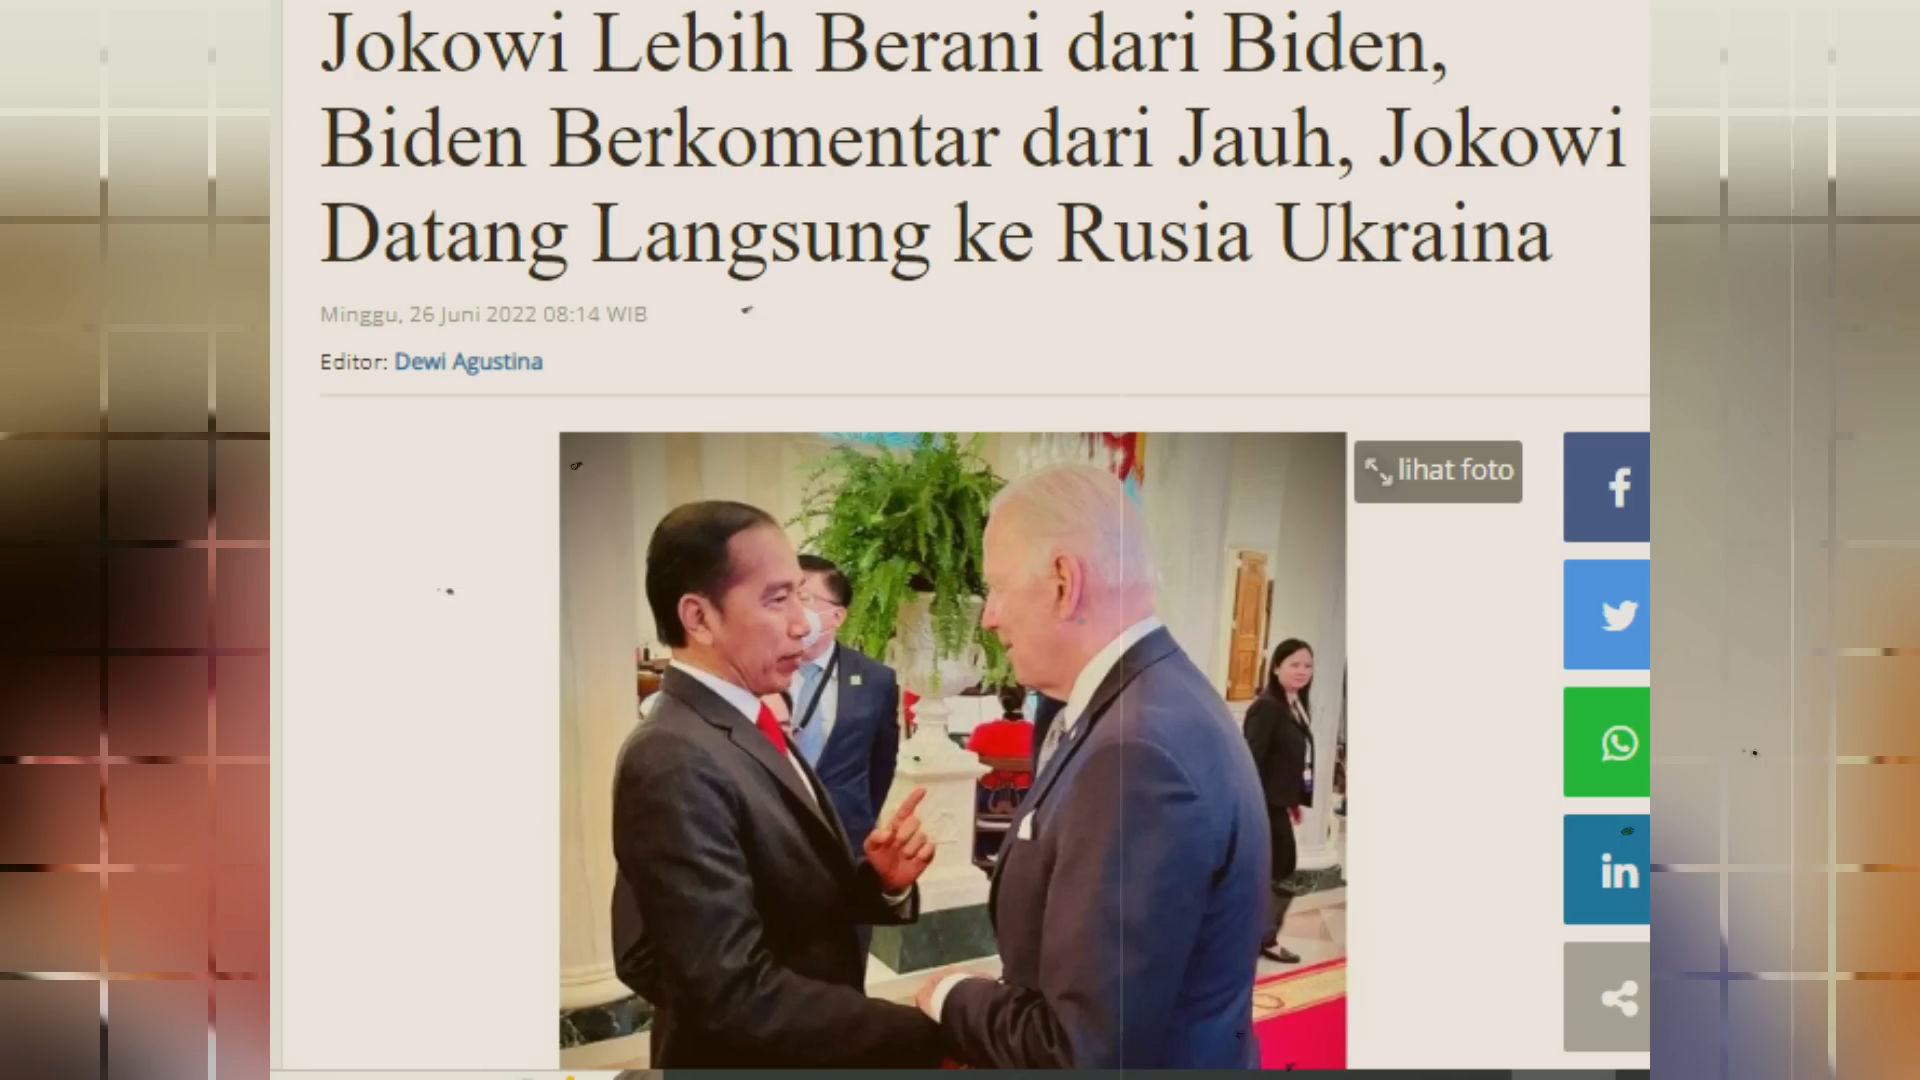 Jokowi Lebih Berani dari Biden,
Biden Berkomentar dari Jauh, Jokowi
Datang Langsung ke Rusia Ukraina
Minggu, 26 Juni 2022 08:14 WIB
Editor: Dewi Agustina
lihat foto
f
in